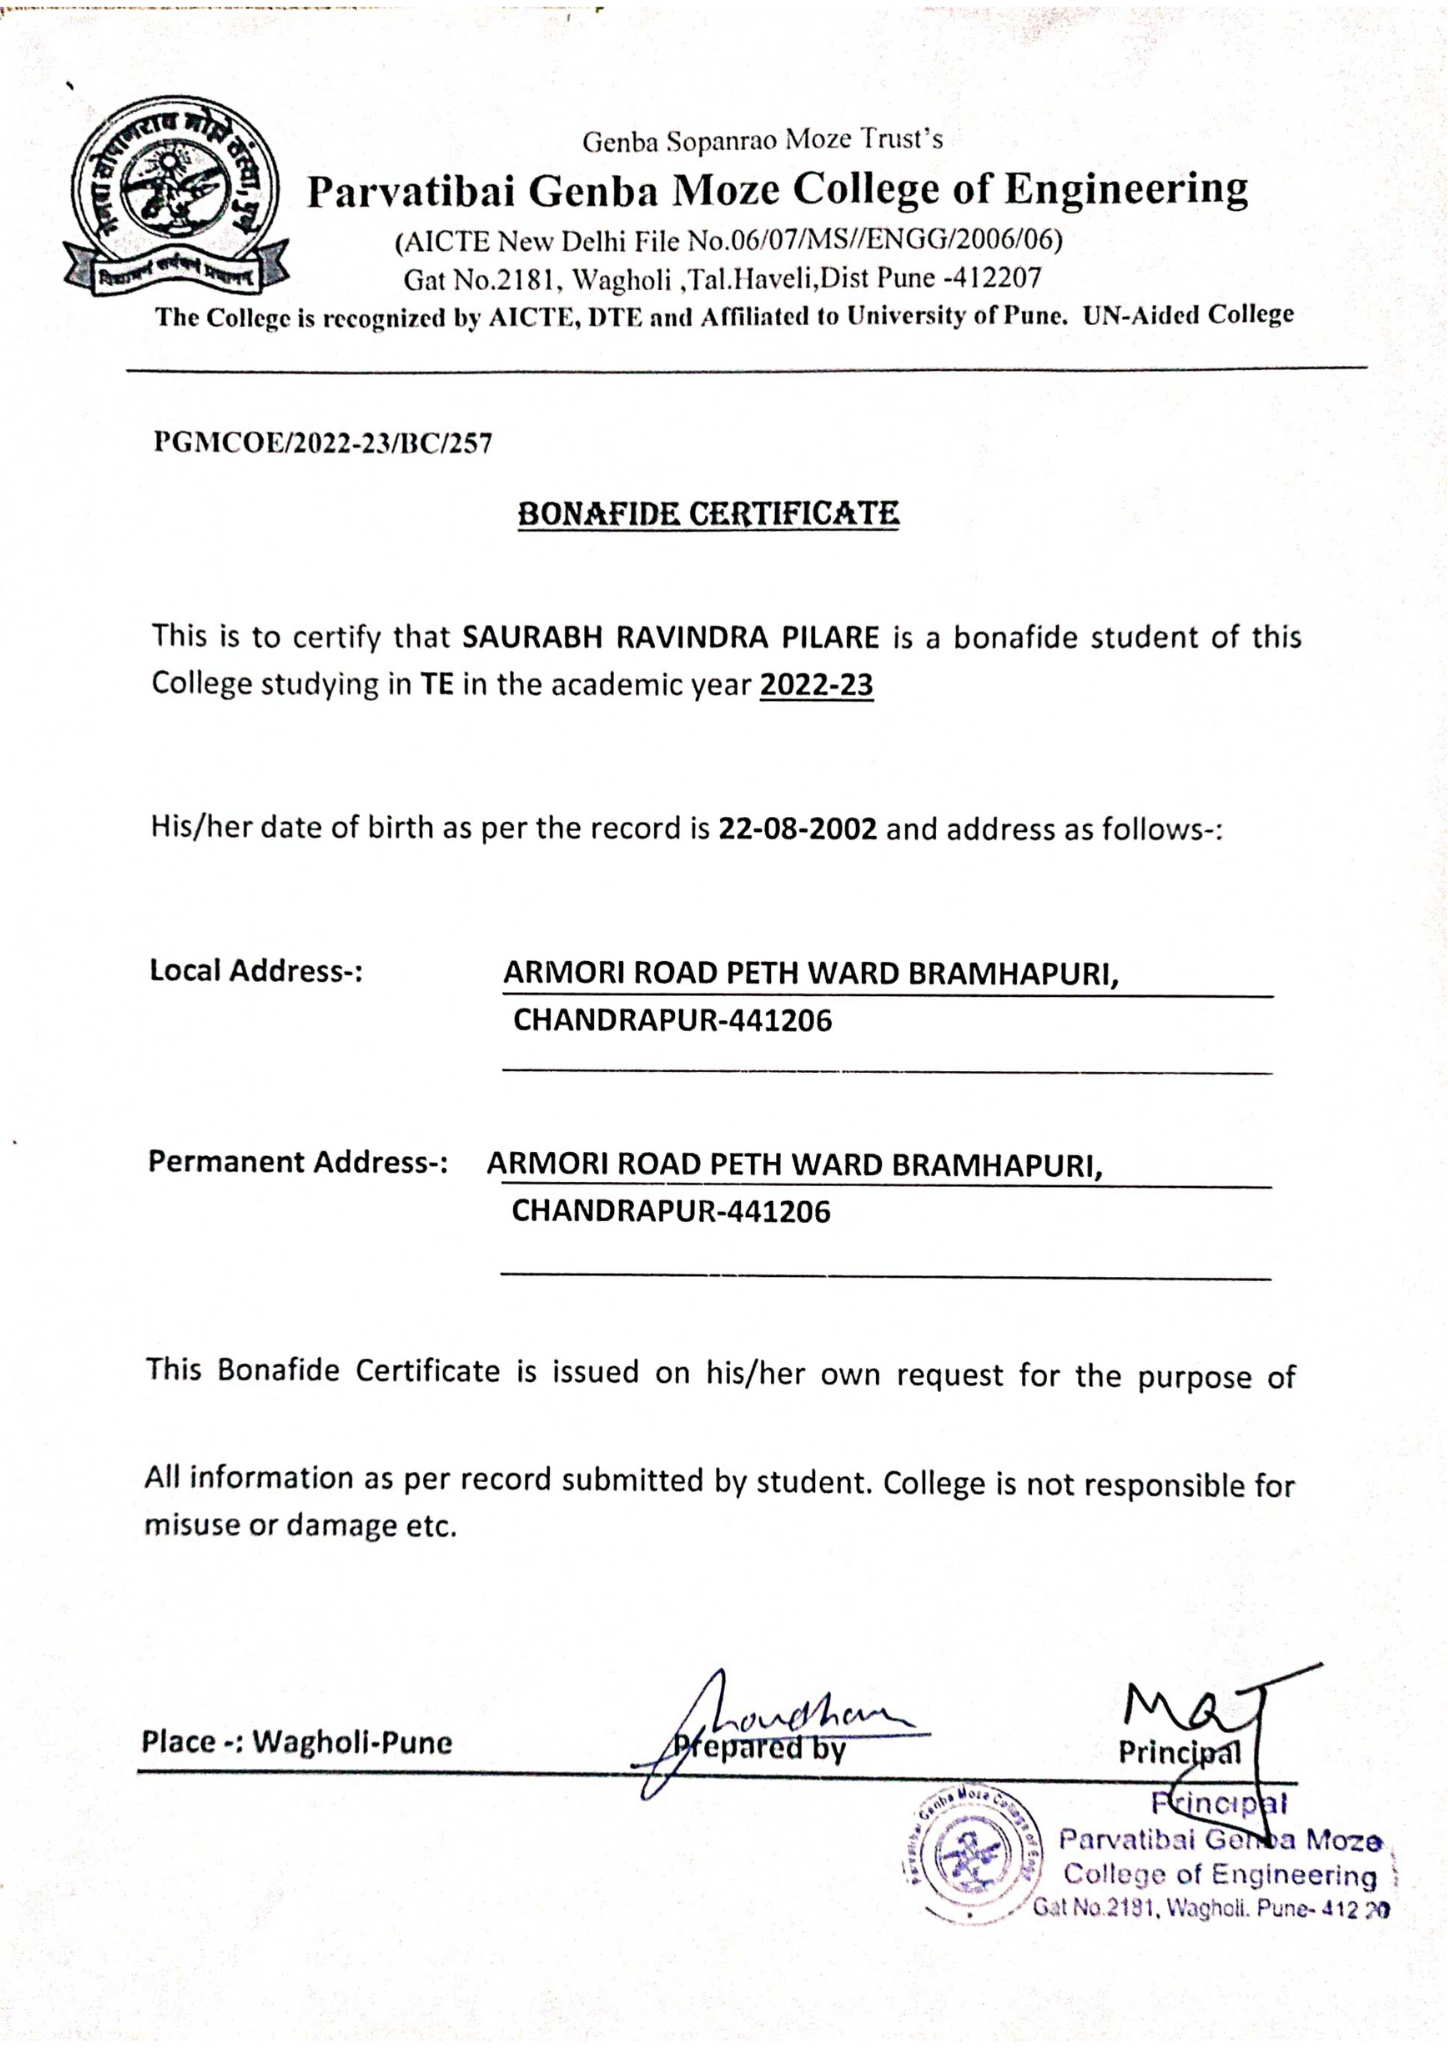 गेनबा सोपानराव मोझे संस्था, पुणे
Genba Sopanrao Moze Trust's
Parvatibai Genba Moze College of Engineering
(AICTE New Delhi File No.06/07/MS//ENGG/2006/06)
Gat No.2181, Wagholi ,Tal.Haveli,Dist Pune -412207
The College is recognized by AICTE, DTE and Affiliated to University of Pune. UN-Aided College
PGMCOE/2022-23/BC/257
BONAFIDE CERTIFICATE
This is to certify that SAURABH RAVINDRA PILARE is a bonafide student of this
College studying in TE in the academic year 2022-23
His/her date of birth as per the record is 22-08-2002 and address as follows-:
Local Address-: ARMORI ROAD PETH WARD BRAMHAPURI,
CHANDRAPUR-441206
Permanent Address-: ARMORI ROAD PETH WARD BRAMHAPURI,
CHANDRAPUR-441206
This Bonafide Certificate is issued on his/her own request for the purpose of
All information as per record submitted by student. College is not responsible for
misuse or damage etc.
Place -: Wagholi-Pune Prepared by Principal
Principal
Parvatibai Genba Moze
College of Engineering
Gat No.2181, Wagholi. Pune- 412 20
Parvatibai Genba Moze College of Engg